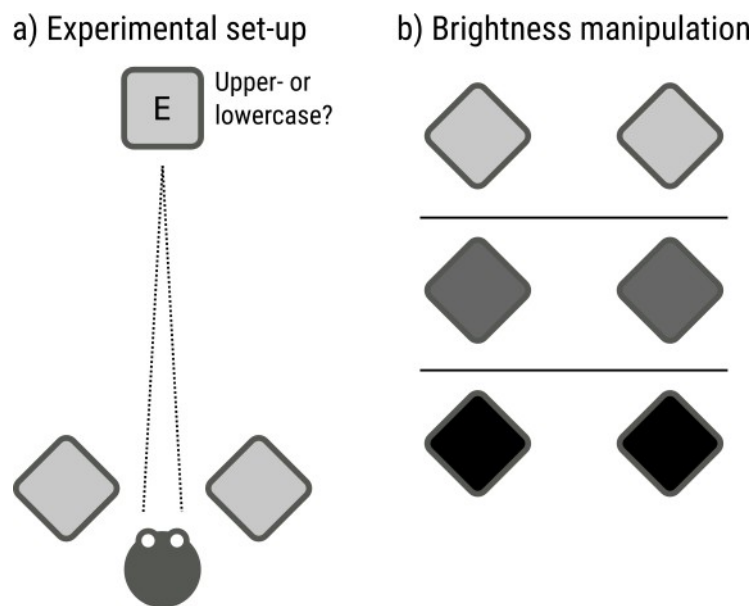 a) Experimental set-up
E
Upper- or
lowercase?
b) Brightness manipulation